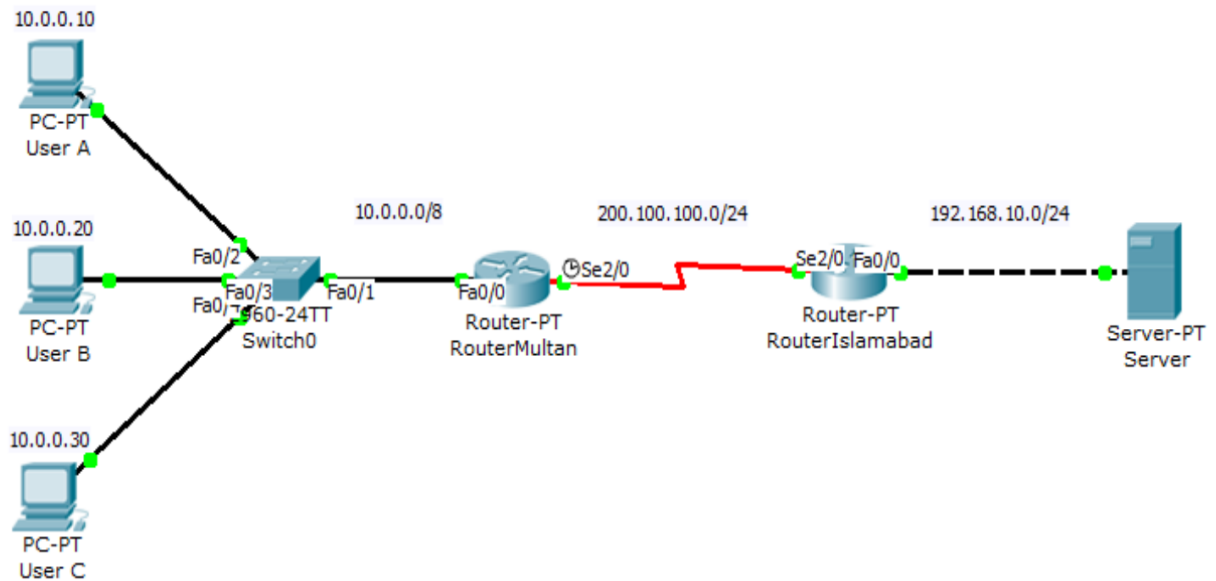 10.0.0.10
PC-PT
User A
10.0.0.20
PC-PT
User B
10.0.0.30
PC-PT
User C
Fa0/2
Fa0/3
Fa0/
960-24TT
Switch0
Fa0/1
10.0.0.0/8
Fa0/0
Router-PT
RouterMultan
Se2/0
200.100.100.0/24
Se2/0
Fa0/0
Router-PT
RouterIslamabad
192.168.10.0/24
Server-PT
Server